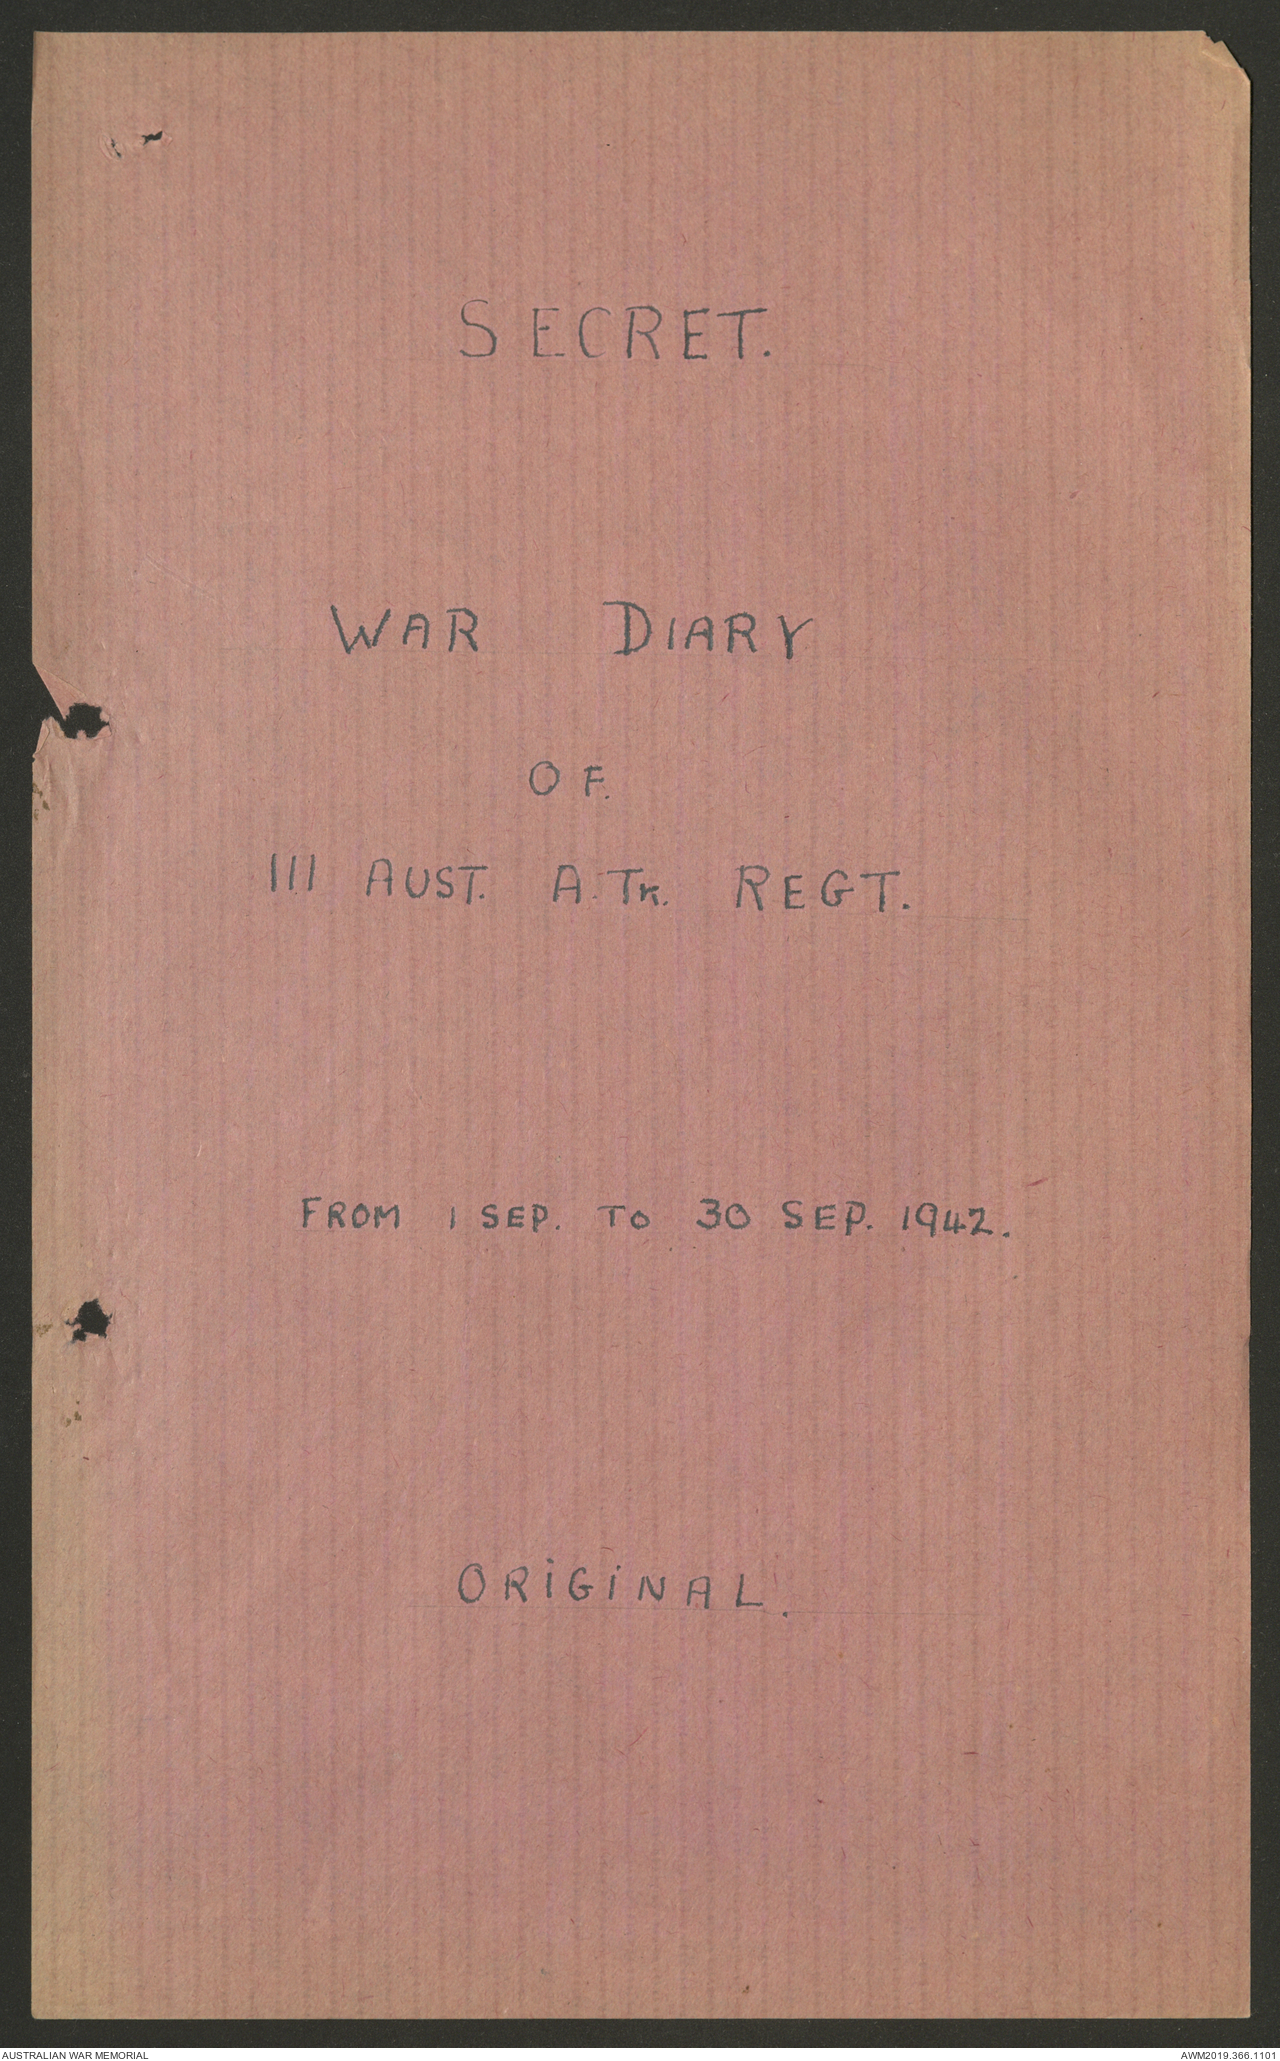 SECRET.
WAR DIARY
OF.
111 AUST. A.Tk. REGT.
FROM 1 SEP. TO 30 SEP. 1942.
ORIGINAL.
AUSTRALIAN WAR MEMORIAL
AWM2019.366.1101